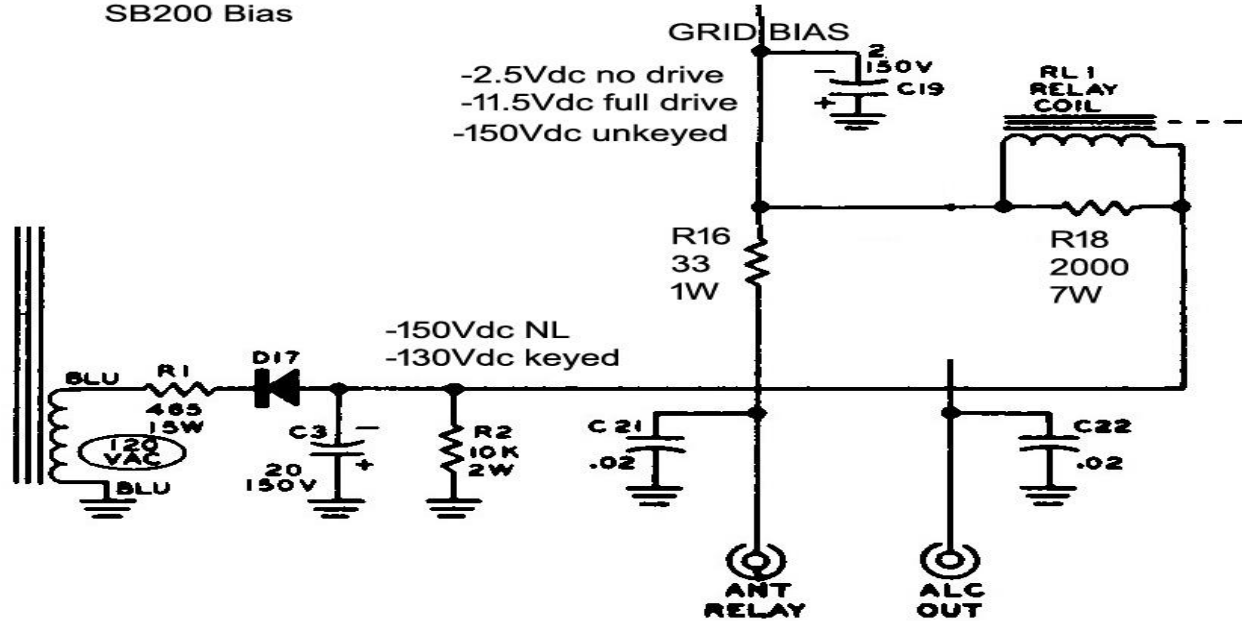 SB200 Bias
GRID BIAS
-2.5Vdc no drive
-11.5Vdc full drive
-150Vdc unkeyed
2
150V
C19
RL1
RELAY
COIL
R16
33
1W
R18
2000
7W
-150Vdc NL
-130Vdc keyed
BLU
R1
465
15W
D17
120
VAC
BLU
C3
20
150V
R2
10K
2W
C21
.02
C22
.02
ANT
RELAY
ALC
OUT